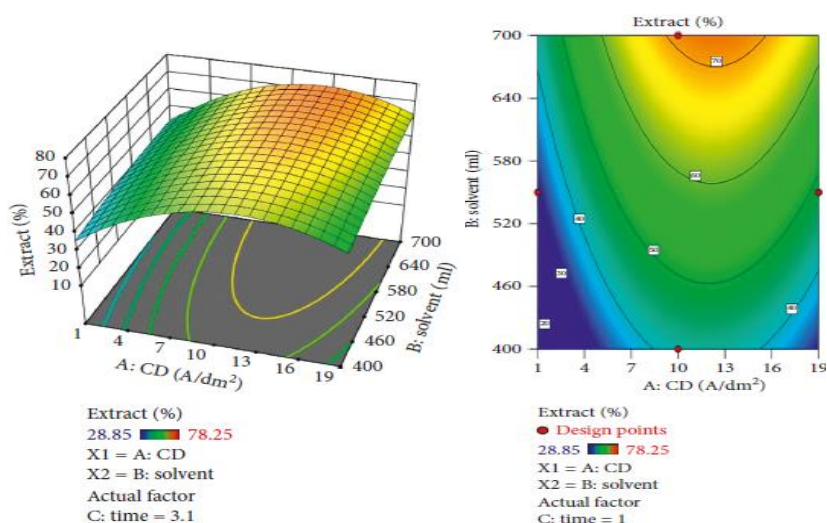 80
70
60
50
40
30
20
10
Extract (%)
1
4
7
10
13
16
19
A: CD (A/dm²)
400
460
520
580
640
700
B: solvent (ml)
Extract (%)
28.85 78.25
X1 = A: CD
X2 = B: solvent
Actual factor
C: time = 3.1
Extract (%)
700
640
580
520
460
400
B: solvent (ml)
70
60
40
50
30
40
20
1 4 7 10 13 16 19
A: CD (A/dm²)
Extract (%)
Design points
28.85 78.25
X1 = A: CD
X2 = B: solvent
Actual factor
C: time = 1